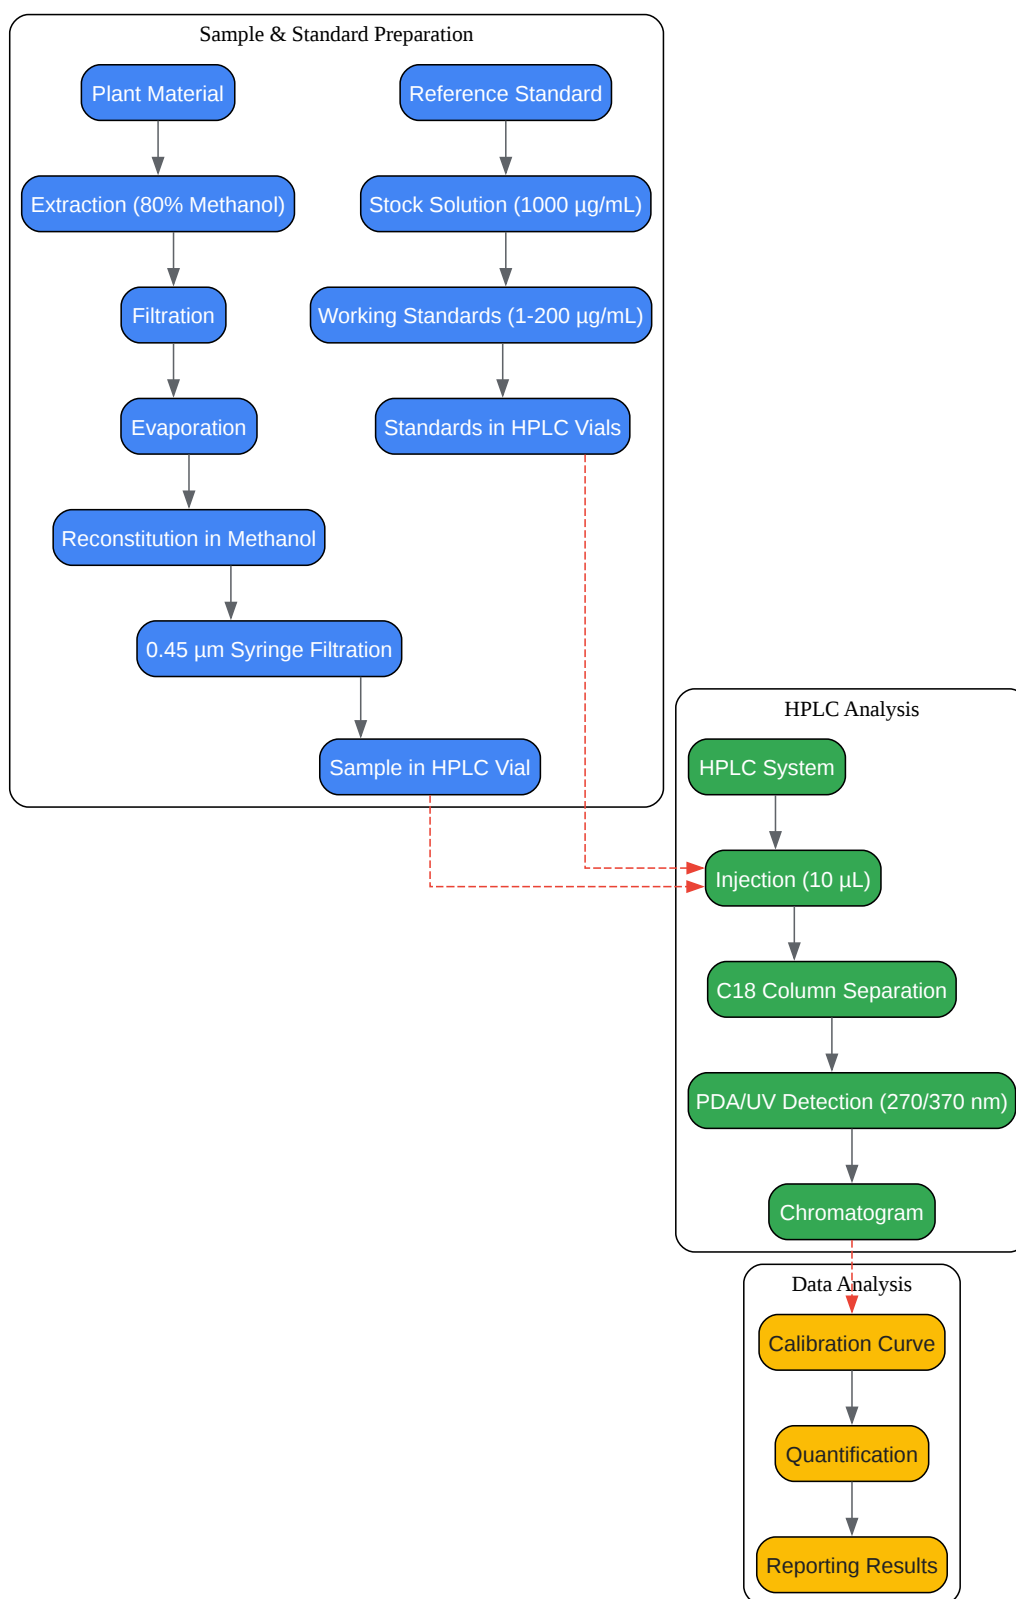 Sample & Standard Preparation
Plant Material
Reference Standard
Extraction (80% Methanol)
Stock Solution (1000 µg/mL)
Filtration
Working Standards (1-200 µg/mL)
Evaporation
Standards in HPLC Vials
Reconstitution in Methanol
0.45 µm Syringe Filtration
Sample in HPLC Vial
HPLC Analysis
HPLC System
Injection (10 µL)
C18 Column Separation
PDA/UV Detection (270/370 nm)
Chromatogram
Data Analysis
Calibration Curve
Quantification
Reporting Results